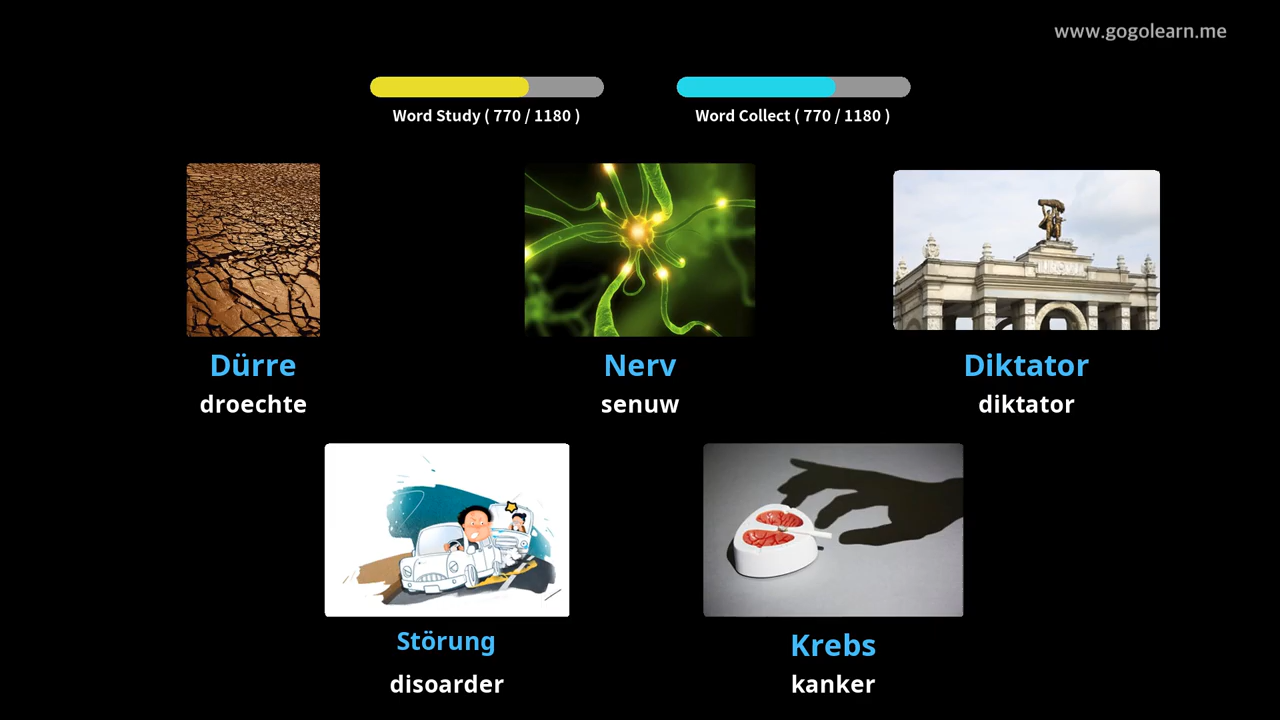 www.gogolearn.me
Word Study ( 770 / 1180 )
Word Collect ( 770 / 1180 )
Dürre
droechte
Nerv
senuw
Diktator
diktator
Störung
disoarder
Krebs
kanker